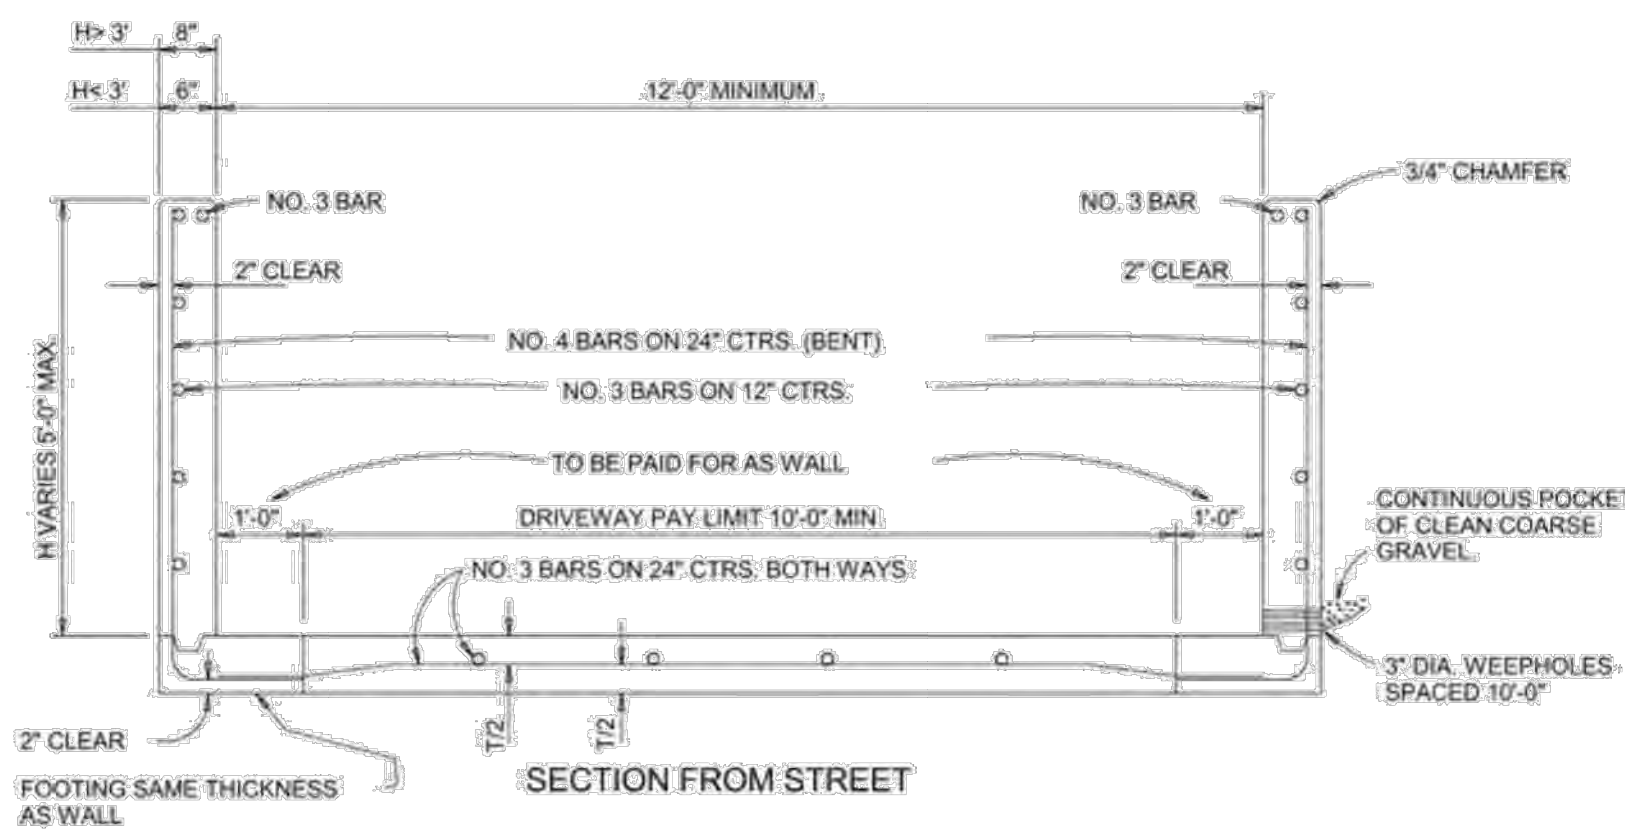 H> 3' 8"
H< 3' 6" 12'-0" MINIMUM
3/4" CHAMFER
NO. 3 BAR NO. 3 BAR
2" CLEAR 2" CLEAR
NO. 4 BARS ON 24" CTRS. (BENT)
NO. 3 BARS ON 12" CTRS.
H VARIES 5'-0" MAX.
TO BE PAID FOR AS WALL
CONTINUOUS POCKET
OF CLEAN COARSE
GRAVEL
1'-0" DRIVEWAY PAY LIMIT 10'-0" MIN. 1'-0"
NO. 3 BARS ON 24" CTRS. BOTH WAYS
3" DIA. WEEPHOLES
SPACED 10'-0"
T/2 T/2
2" CLEAR
FOOTING SAME THICKNESS
AS WALL
SECTION FROM STREET